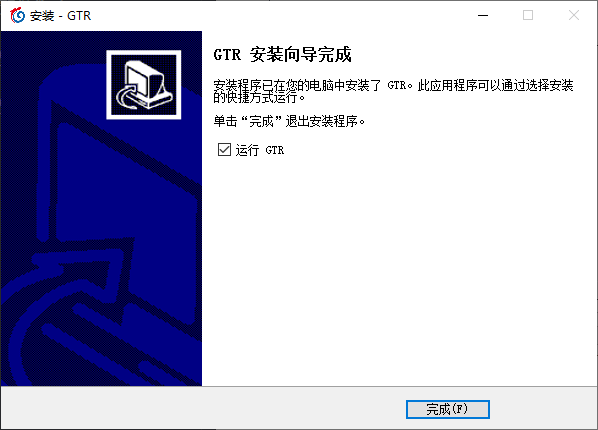 安装 - GTR
GTR 安装向导完成
安装程序已在您的电脑中安装了 GTR。此应用程序可以通过选择安装
的快捷方式运行。
单击“完成”退出安装程序。
运行 GTR
完成(F)